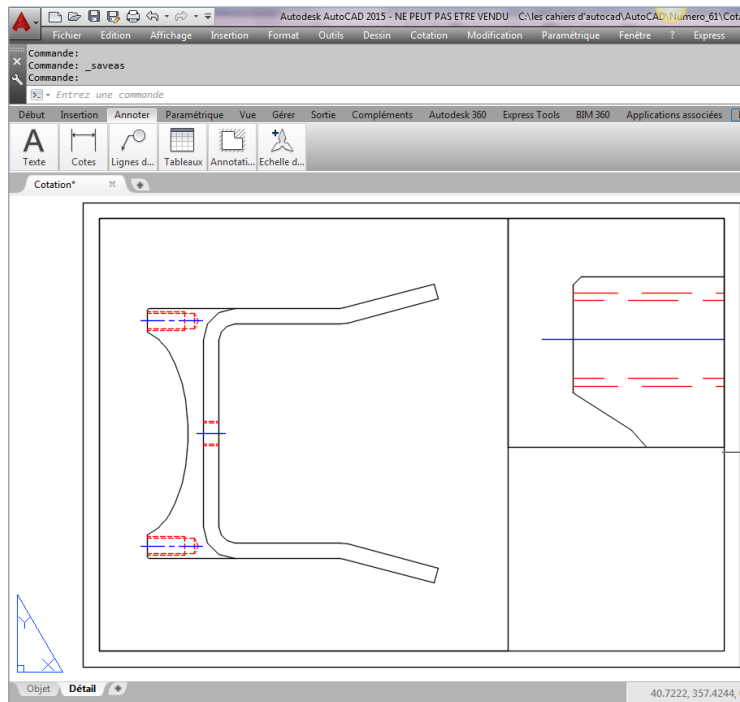 Autodesk AutoCAD 2015 - NE PEUT PAS ETRE VENDU C:\les cahiers d'autocad\AutoCAD\Numero_61\Cota
Fichier Edition Affichage Insertion Format Outils Dessin Cotation Modification Paramétrique Fenêtre ? Express
Commande:
Commande: _saveas
Commande:
Entrez une commande
Début Insertion Annoter Paramétrique Vue Gérer Sortie Compléments Autodesk 360 Express Tools BIM 360 Applications associées
A
Texte Cotes Lignes d... Tableaux Annotati... Echelle d...
Cotation*
Y
X
Objet Détail
40.7222, 357.4244,